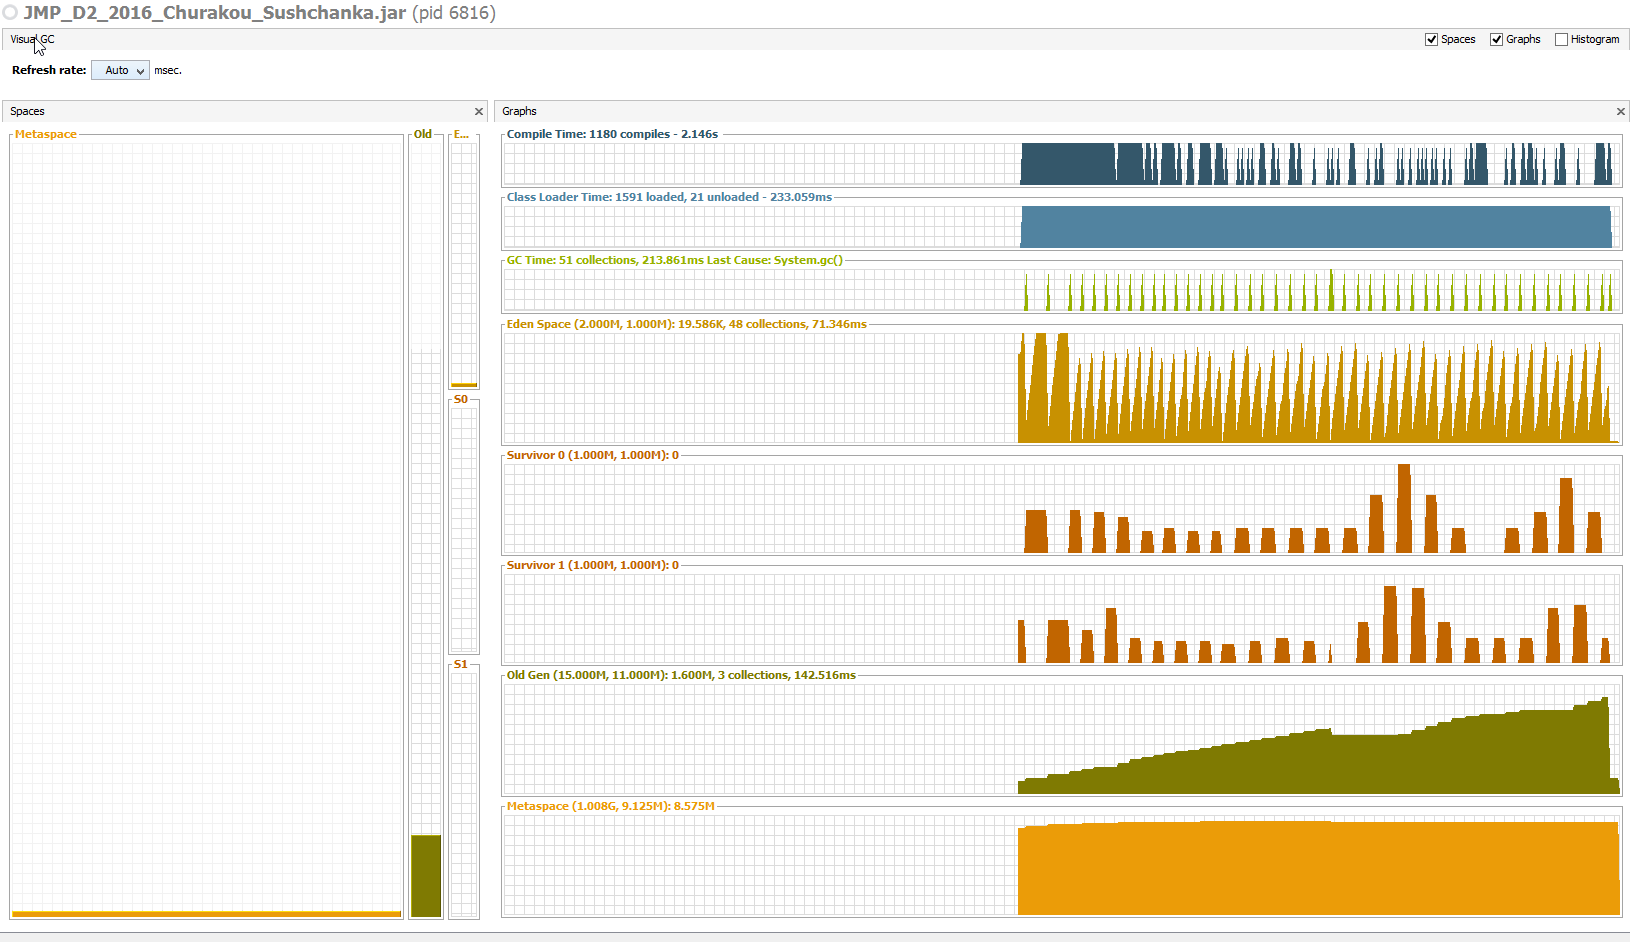 JMP_D2_2016_Churakou_Sushchanka.jar (pid 6816)
Visual GC
Spaces Graphs Histogram
Refresh rate: Auto msec.
Spaces
Graphs
Metaspace
Old
E...
S0
S1
Compile Time: 1180 compiles - 2.146s
Class Loader Time: 1591 loaded, 21 unloaded - 233.059ms
GC Time: 51 collections, 213.861ms Last Cause: System.gc()
Eden Space (2.000M, 1.000M): 19.586K, 48 collections, 71.346ms
Survivor 0 (1.000M, 1.000M): 0
Survivor 1 (1.000M, 1.000M): 0
Old Gen (15.000M, 11.000M): 1.600M, 3 collections, 142.516ms
Metaspace (1.008G, 9.125M): 8.575M